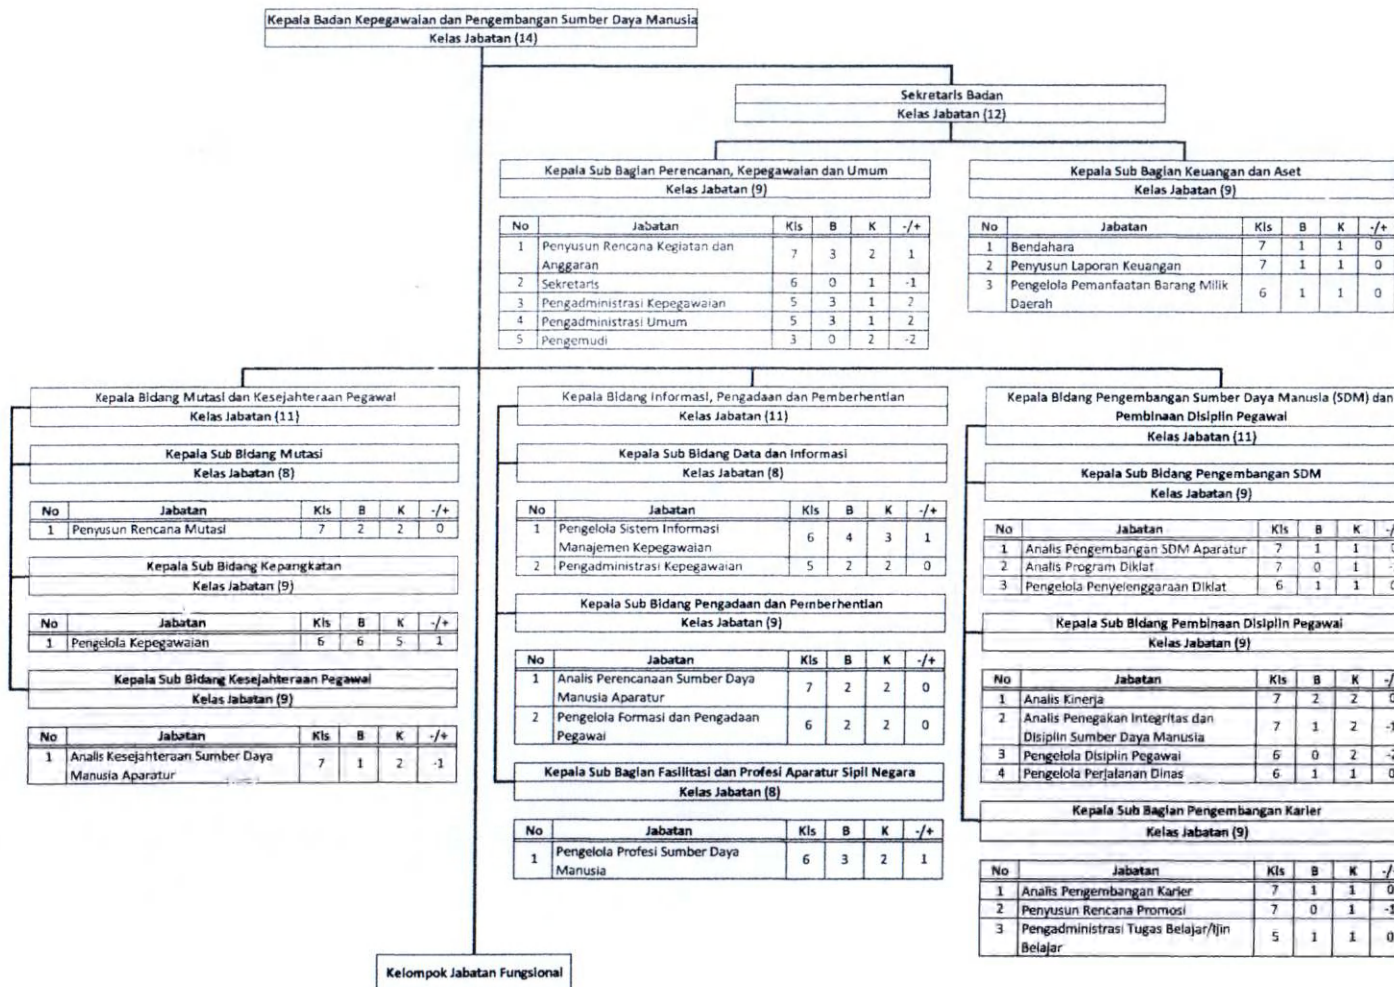 Kepala Badan Kepegawaian dan Pengembangan Sumber Daya Manusia
Kelas Jabatan (14)
Sekretaris Badan
Kelas Jabatan (12)
Kepala Sub Bagian Perencanan, Kepegawaian dan Umum
Kelas Jabatan (9)
No Jabatan Kls B K -/+
1 Penyusun Rencana Kegiatan dan
Anggaran 7 3 2 1
2 Sekretaris 6 0 1 -1
3 Pengadministrasi Kepegawaian 5 3 1 2
4 Pengadministrasi Umum 5 3 1 2
5 Pengemudi 3 0 2 -2
Kepala Sub Bagian Keuangan dan Aset
Kelas Jabatan (9)
No Jabatan Kls B K -/+
1 Bendahara 7 1 1 0
2 Penyusun Laporan Keuangan 7 1 1 0
3 Pengelola Pemanfaatan Barang Milik
Daerah 6 1 1 0
Kepala Bidang Mutasi dan Kesejahteraan Pegawai
Kelas Jabatan (11)
Kepala Sub Bidang Mutasi
Kelas Jabatan (8)
No Jabatan Kls B K -/+
1 Penyusun Rencana Mutasi 7 2 2 0
Kepala Sub Bidang Kepangkatan
Kelas Jabatan (9)
No Jabatan Kls B K -/+
1 Pengelola Kepegawaian 6 6 5 1
Kepala Sub Bidang Kesejahteraan Pegawai
Kelas Jabatan (9)
No Jabatan Kls B K -/+
1 Analis Kesejahteraan Sumber Daya
Manusia Aparatur 7 1 2 -1
Kepala Bidang Informasi, Pengadaan dan Pemberhentian
Kelas Jabatan (11)
Kepala Sub Bidang Data dan Informasi
Kelas Jabatan (8)
No Jabatan Kls B K -/+
1 Pengelola Sistem Informasi
Manajemen Kepegawaian 6 4 3 1
2 Pengadministrasi Kepegawaian 5 2 2 0
Kepala Sub Bidang Pengadaan dan Pemberhentian
Kelas Jabatan (9)
No Jabatan Kls B K -/+
1 Analis Perencanaan Sumber Daya
Manusia Aparatur 7 2 2 0
2 Pengelola Formasi dan Pengadaan
Pegawai 6 2 2 0
Kepala Sub Bagian Fasilitasi dan Profesi Aparatur Sipil Negara
Kelas Jabatan (8)
No Jabatan Kls B K -/+
1 Pengelola Profesi Sumber Daya
Manusia 6 3 2 1
Kepala Bidang Pengembangan Sumber Daya Manusia (SDM) dan
Pembinaan Disiplin Pegawai
Kelas Jabatan (11)
Kepala Sub Bidang Pengembangan SDM
Kelas Jabatan (9)
No Jabatan Kls B K
1 Analis Pengembangan SDM Aparatur 7 1 1
2 Analis Program Diklat 7 0 1
3 Pengelola Penyelenggaraan Diklat 6 1 1
Kepala Sub Bidang Pembinaan Disiplin Pegawai
Kelas Jabatan (9)
No Jabatan Kls B K
1 Analis Kinerja 7 2 2 0
2 Analis Penegakan Integritas dan
Disiplin Sumber Daya Manusia 7 1 2 -1
3 Pengelola Disiplin Pegawai 6 0 2 -2
4 Pengelola Perjalanan Dinas 6 1 1 0
Kepala Sub Bagian Pengembangan Karier
Kelas Jabatan (9)
No Jabatan Kls B K
1 Analis Pengembangan Karier 7 1 1 0
2 Penyusun Rencana Promosi 7 0 1 -1
3 Pengadministrasi Tugas Belajar/Ijin
Belajar 5 1 1 0
Kelompok Jabatan Fungsional